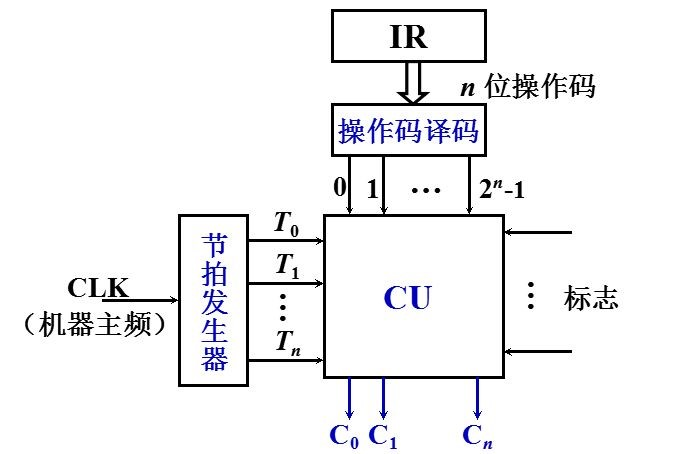 IR
n 位操作码
操作码译码
0 1 … 2ⁿ-1
节拍发生器
T₀
T₁
⋮
Tₙ
CLK
（机器主频）
CU
⋮ 标志
C₀ C₁ Cₙ